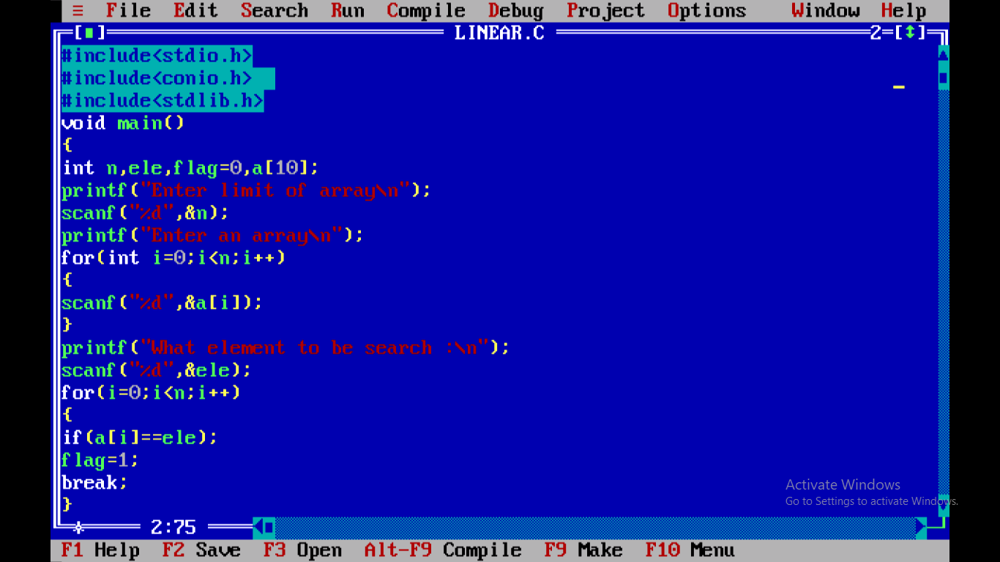 ≡ File Edit Search Run Compile Debug Project Options Window Help
[■] LINEAR.C 2=[↕]
#include<stdio.h>
#include<conio.h>
#include<stdlib.h>
void main()
{
int n,ele,flag=0,a[10];
printf("Enter limit of array\n");
scanf("%d",&n);
printf("Enter an array\n");
for(int i=0;i<n;i++)
{
scanf("%d",&a[i]);
}
printf("What element to be search :\n");
scanf("%d",&ele);
for(i=0;i<n;i++)
{
if(a[i]==ele);
flag=1;
break;
}
Activate Windows
Go to Settings to activate Windows.
2:75
F1 Help F2 Save F3 Open Alt-F9 Compile F9 Make F10 Menu